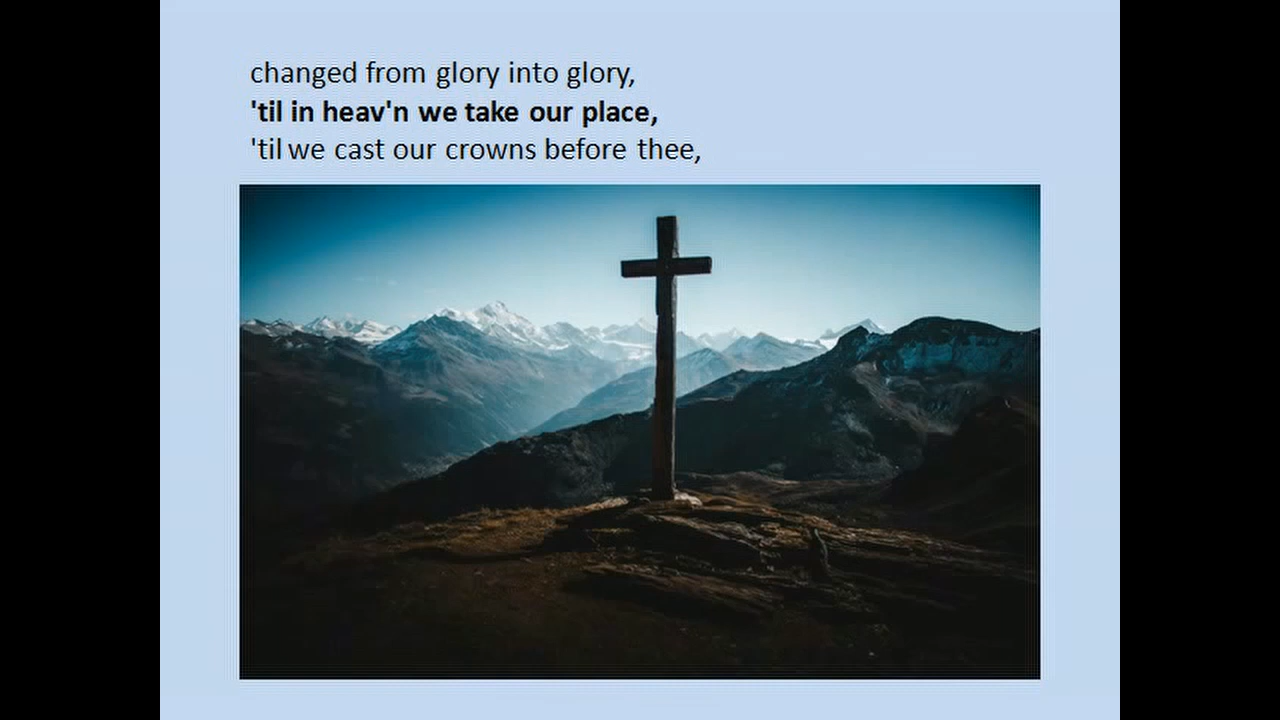 changed from glory into glory,
'til in heav'n we take our place,
'til we cast our crowns before thee,